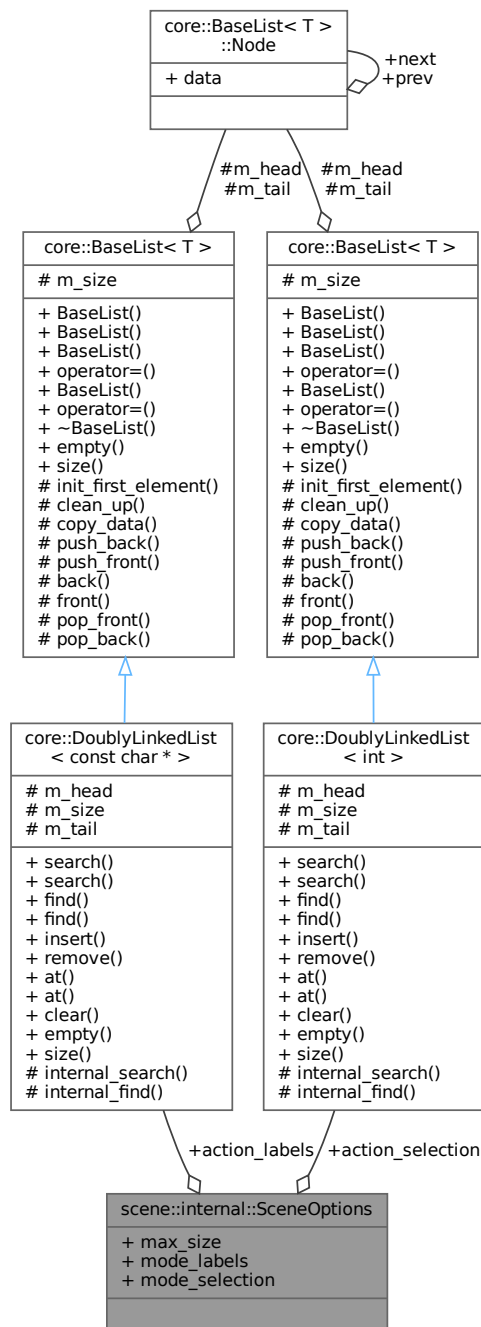 core::BaseList< T >
::Node
+ data
+next
+prev
#m_head
#m_tail
#m_head
#m_tail
core::BaseList< T >
# m_size
+ BaseList()
+ BaseList()
+ BaseList()
+ operator=()
+ BaseList()
+ operator=()
+ ~BaseList()
+ empty()
+ size()
# init_first_element()
# clean_up()
# copy_data()
# push_back()
# push_front()
# back()
# front()
# pop_front()
# pop_back()
core::BaseList< T >
# m_size
+ BaseList()
+ BaseList()
+ BaseList()
+ operator=()
+ BaseList()
+ operator=()
+ ~BaseList()
+ empty()
+ size()
# init_first_element()
# clean_up()
# copy_data()
# push_back()
# push_front()
# back()
# front()
# pop_front()
# pop_back()
core::DoublyLinkedList
< const char * >
# m_head
# m_size
# m_tail
+ search()
+ search()
+ find()
+ find()
+ insert()
+ remove()
+ at()
+ at()
+ clear()
+ empty()
+ size()
# internal_search()
# internal_find()
core::DoublyLinkedList
< int >
# m_head
# m_size
# m_tail
+ search()
+ search()
+ find()
+ find()
+ insert()
+ remove()
+ at()
+ at()
+ clear()
+ empty()
+ size()
# internal_search()
# internal_find()
+action_labels
+action_selection
scene::internal::SceneOptions
+ max_size
+ mode_labels
+ mode_selection